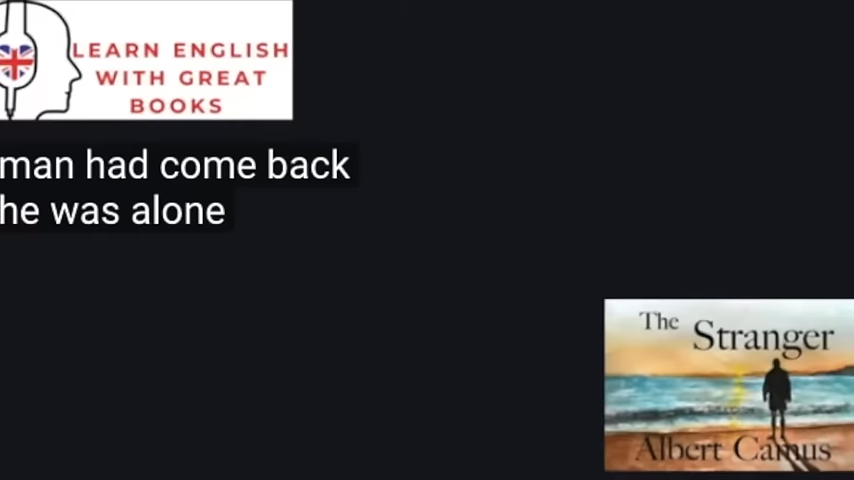 LEARN ENGLISH
WITH GREAT
BOOKS
man had come back
he was alone
The Stranger
Albert Camus